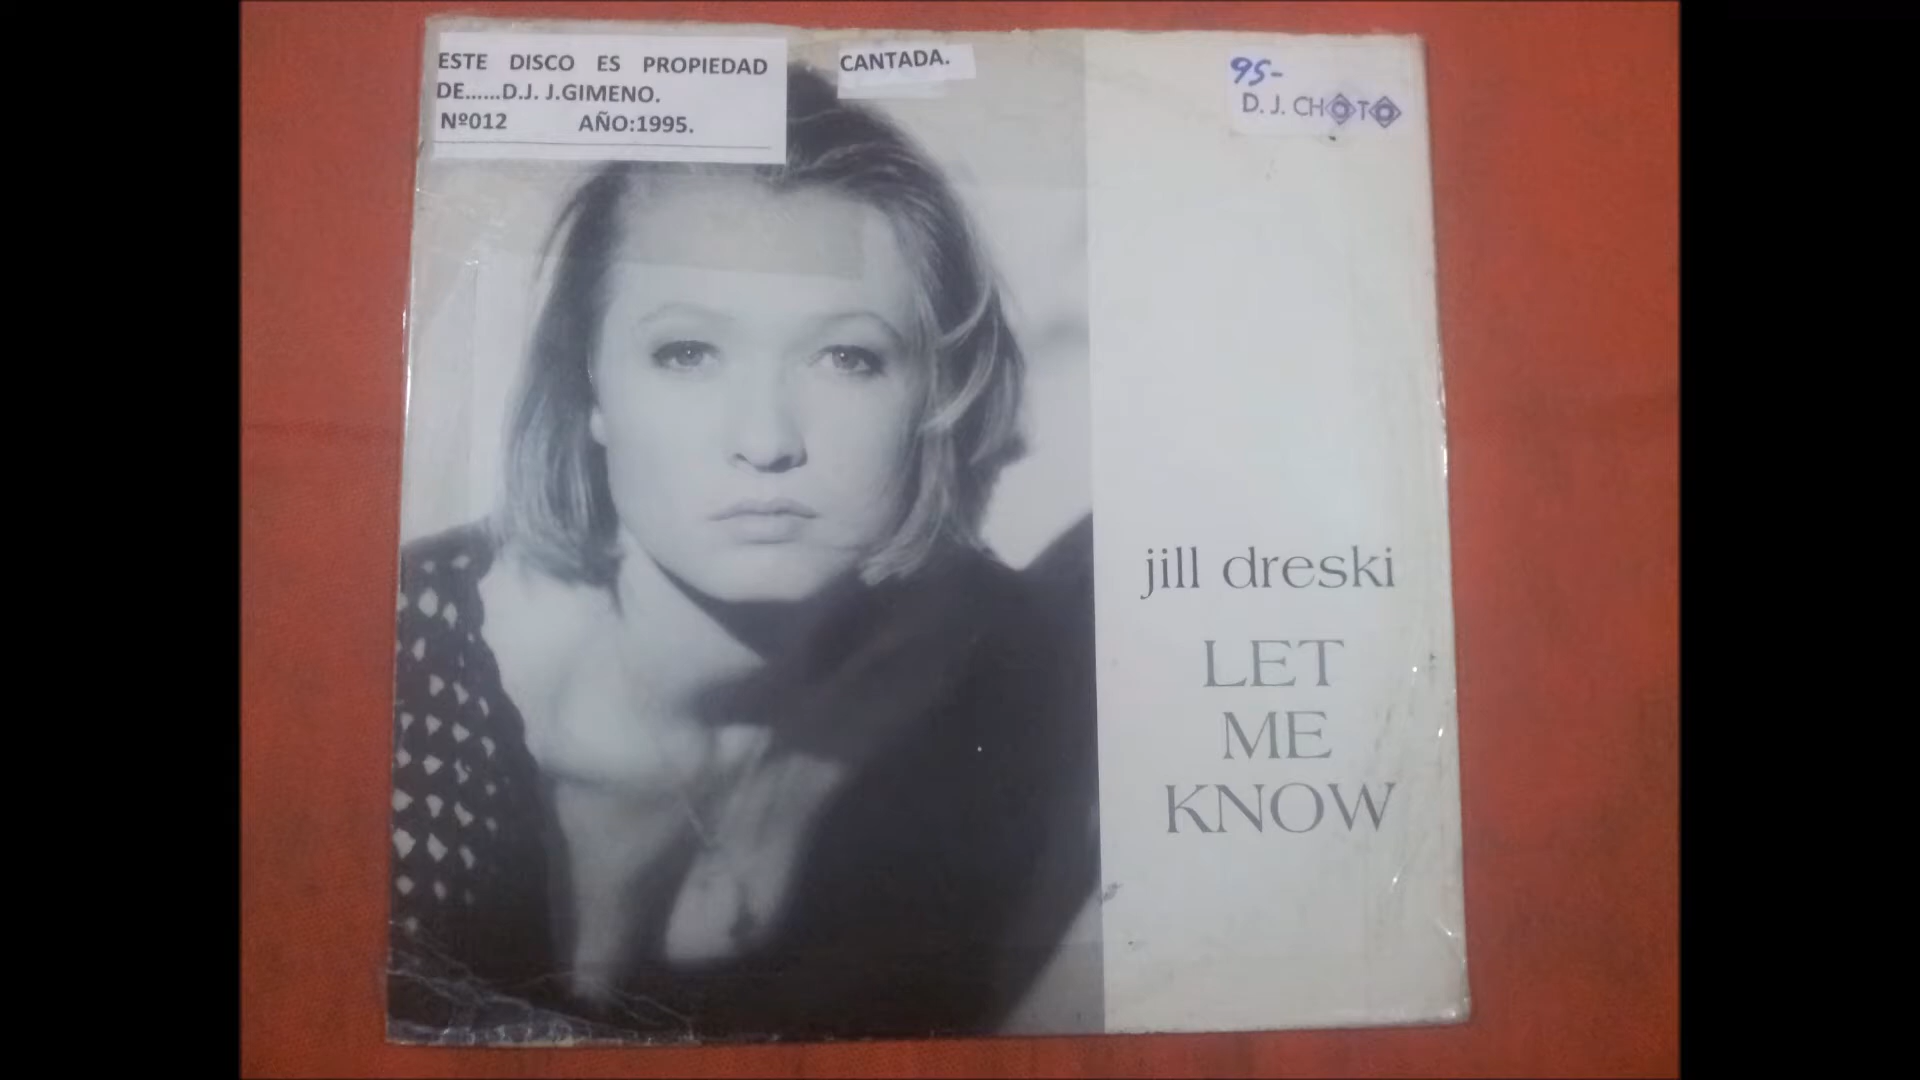 ESTE DISCO ES PROPIEDAD
DE......D.J. J.GIMENO.
Nº012 AÑO:1995.
CANTADA.
95-
D. J. CHOTO
jill dreski
LET
ME
KNOW